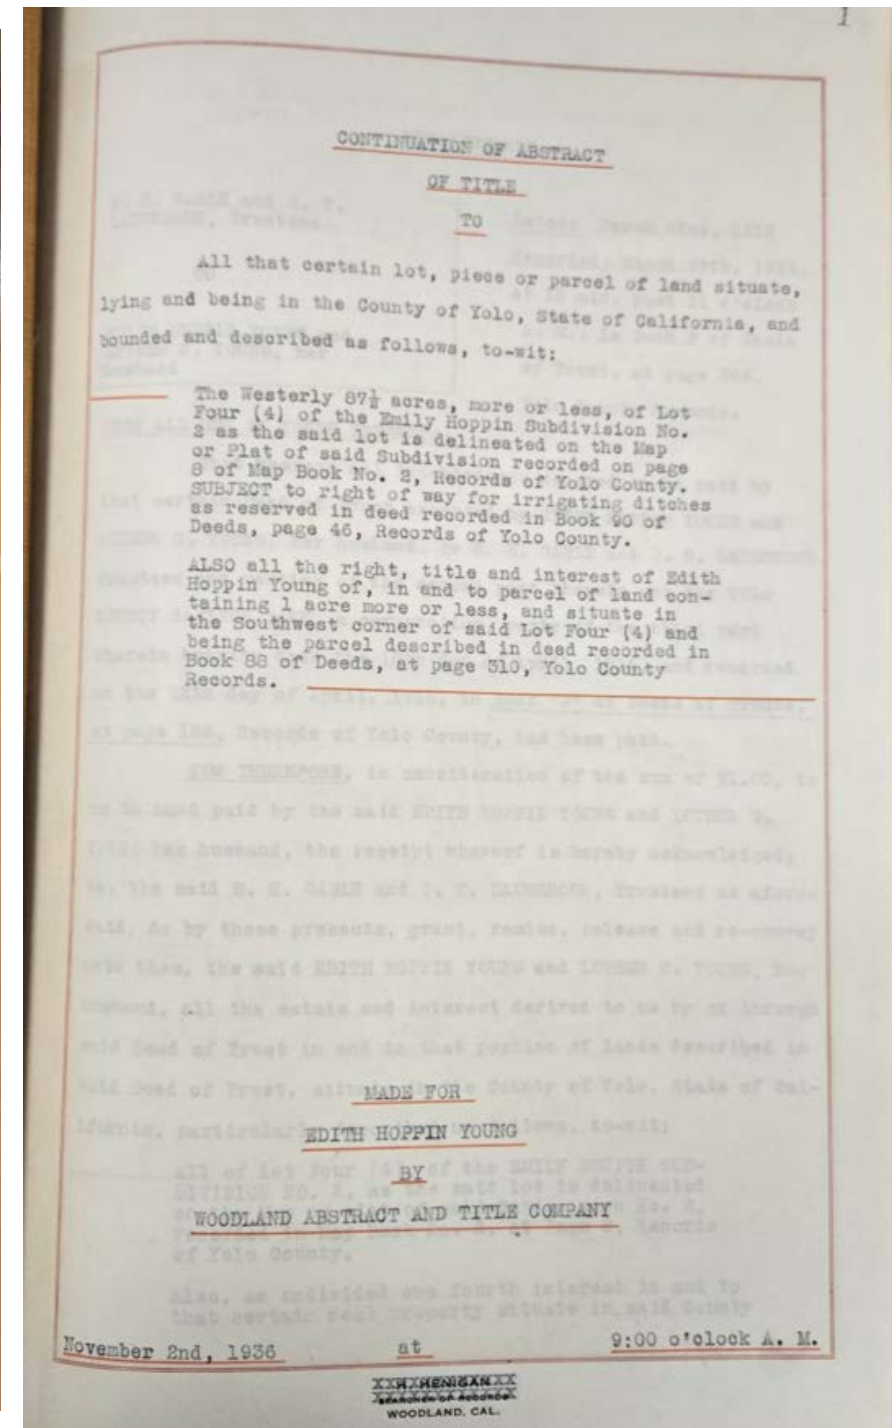 1
CONTINUATION OF ABSTRACT
OF TITLE
TO
All that certain lot, piece or parcel of land situate,
lying and being in the County of Yolo, State of California, and
bounded and described as follows, to-wit:
The Westerly 87½ acres, more or less, of Lot
Four (4) of the Emily Hoppin Subdivision No.
2 as the said lot is delineated on the Map
or Plat of said Subdivision recorded on page
8 of Map Book No. 2, Records of Yolo County.
SUBJECT to right of way for irrigating ditches
as reserved in deed recorded in Book 90 of
Deeds, page 46, Records of Yolo County.
ALSO all the right, title and interest of Edith
Hoppin Young of, in and to parcel of land con-
taining 1 acre more or less, and situate in
the Southwest corner of said Lot Four (4) and
being the parcel described in deed recorded in
Book 88 of Deeds, at page 310, Yolo County
Records.
MADE FOR
EDITH HOPPIN YOUNG
BY
WOODLAND ABSTRACT AND TITLE COMPANY
November 2nd, 1936 at 9:00 o'clock A. M.
H. HENIGAN
SEARCHER OF RECORDS
WOODLAND, CAL.